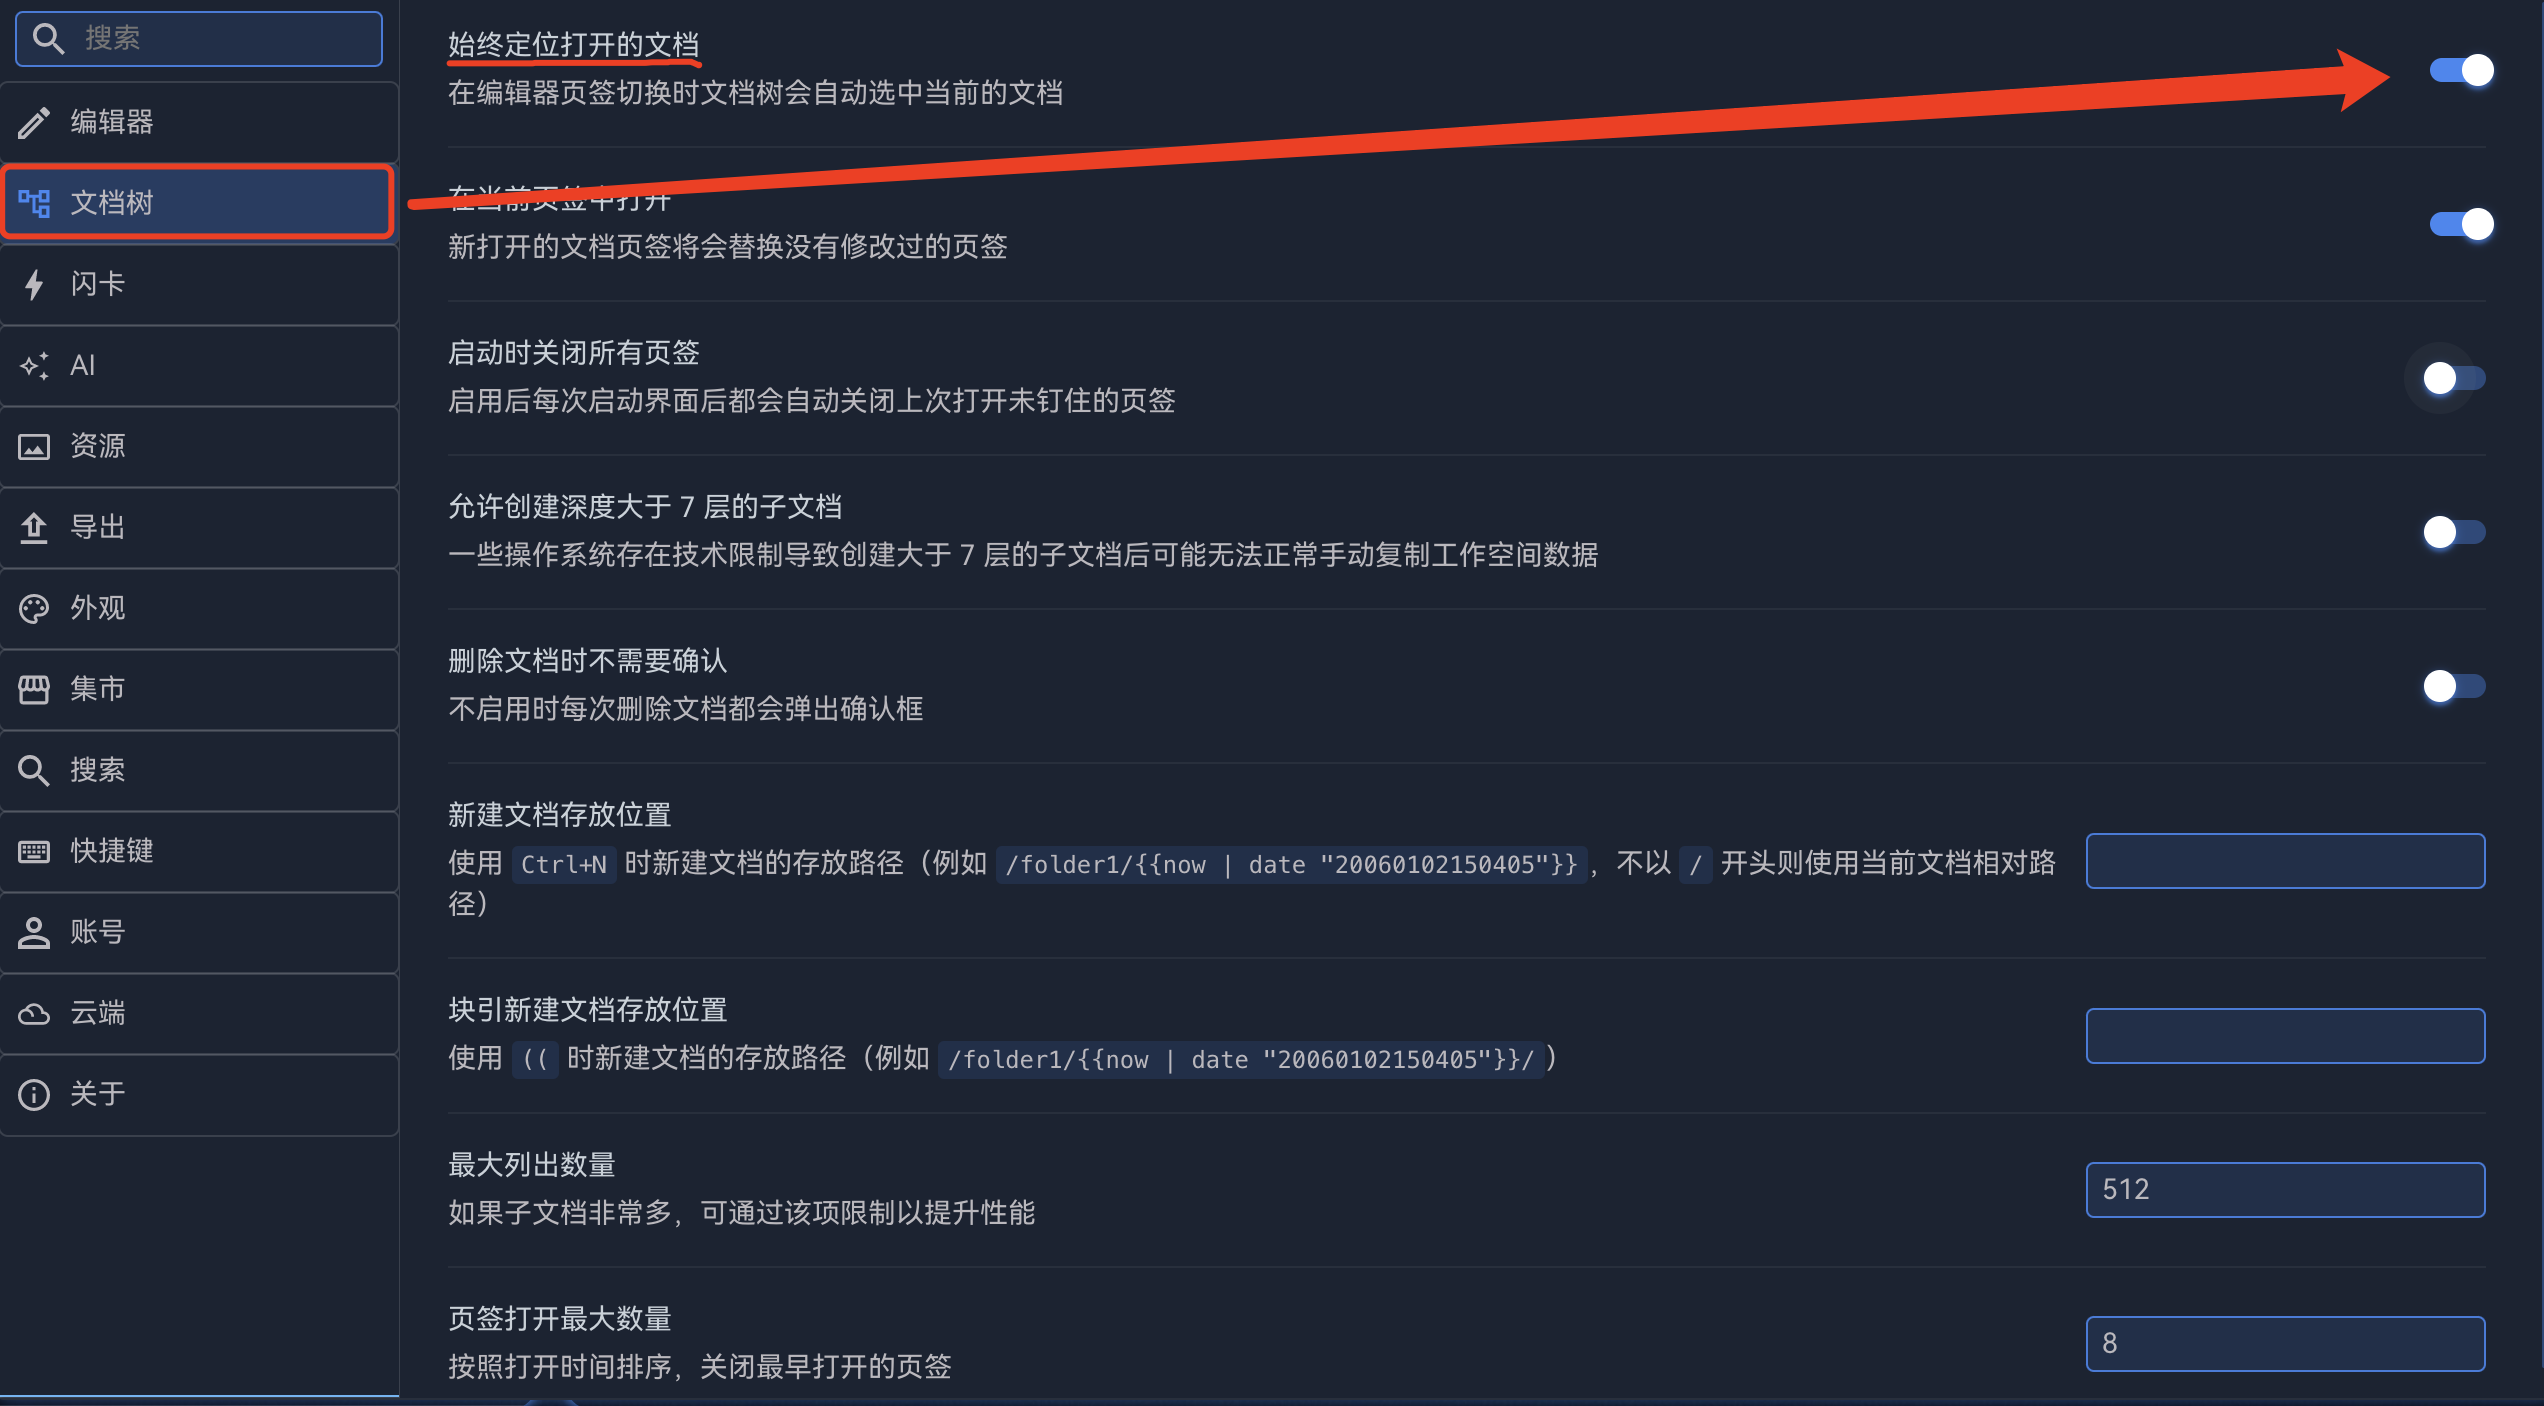 搜索
编辑器
文档树
闪卡
AI
资源
导出
外观
集市
搜索
快捷键
账号
云端
关于
始终定位打开的文档
在编辑器页签切换时文档树会自动选中当前的文档
在当前页签中打开
新打开的文档页签将会替换没有修改过的页签
启动时关闭所有页签
启用后每次启动界面后都会自动关闭上次打开未钉住的页签
允许创建深度大于 7 层的子文档
一些操作系统存在技术限制导致创建大于 7 层的子文档后可能无法正常手动复制工作空间数据
删除文档时不需要确认
不启用时每次删除文档都会弹出确认框
新建文档存放位置
使用 Ctrl+N 时新建文档的存放路径（例如 /folder1/{{now | date "20060102150405"}}，不以 / 开头则使用当前文档相对路
径）
块引新建文档存放位置
使用 (( 时新建文档的存放路径（例如 /folder1/{{now | date "20060102150405"}}/）
最大列出数量
如果子文档非常多，可通过该项限制以提升性能
512
页签打开最大数量
按照打开时间排序，关闭最早打开的页签
8